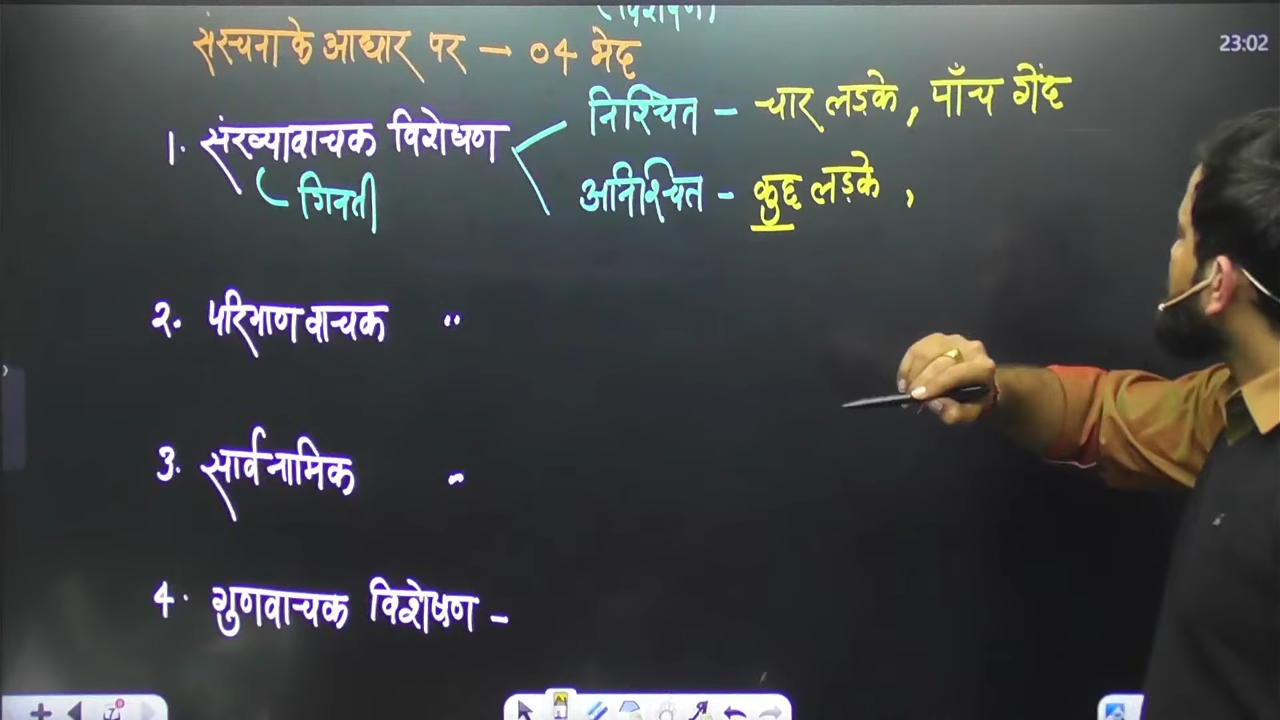 (विशेषण)
संरचना के आधार पर → 04 भेद
23:02
1. संख्यावाचक विशेषण
गिनती
निश्चित - चार लड़के, पाँच गेंद
अनिश्चित - कुछ लड़के,
2. परिमाणवाचक "
3. सार्वनामिक "
4. गुणवाचक विशेषण -